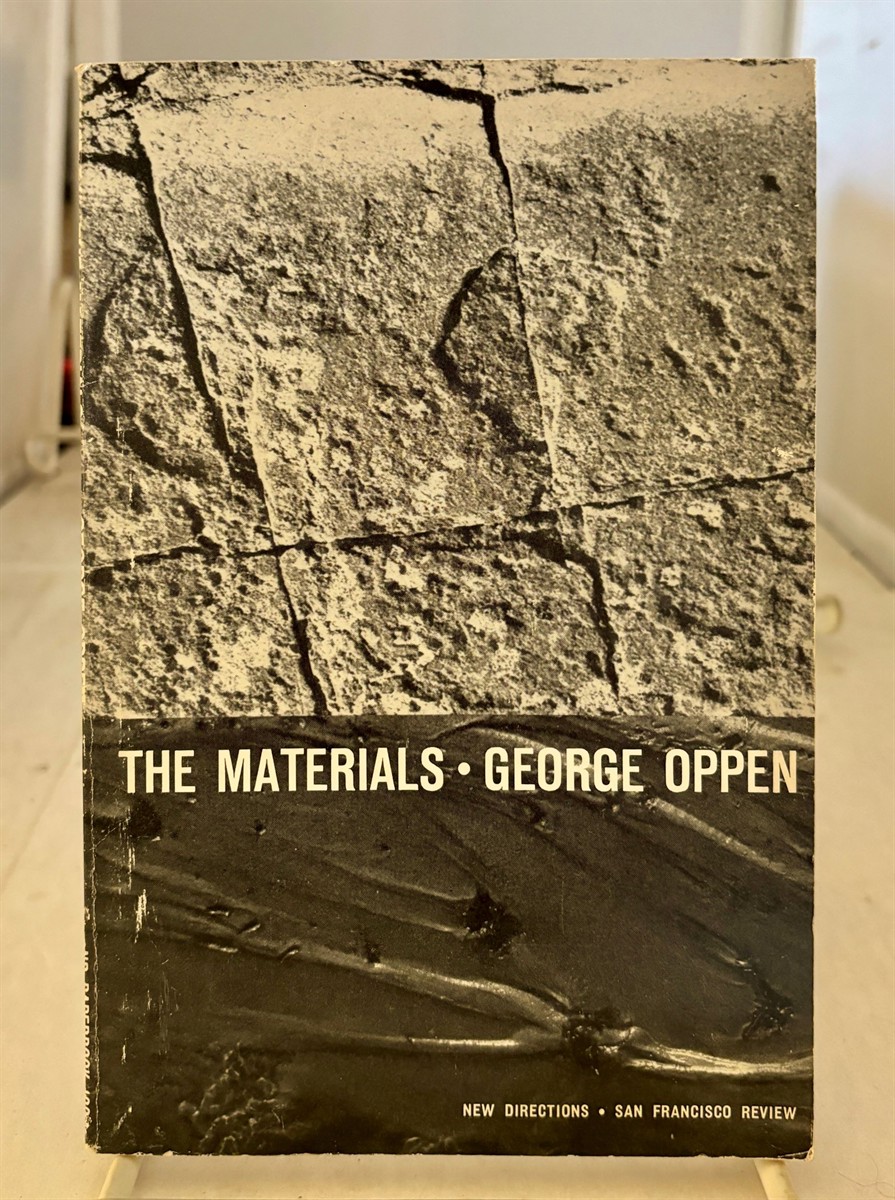 THE MATERIALS • GEORGE OPPEN
NEW DIRECTIONS • SAN FRANCISCO REVIEW